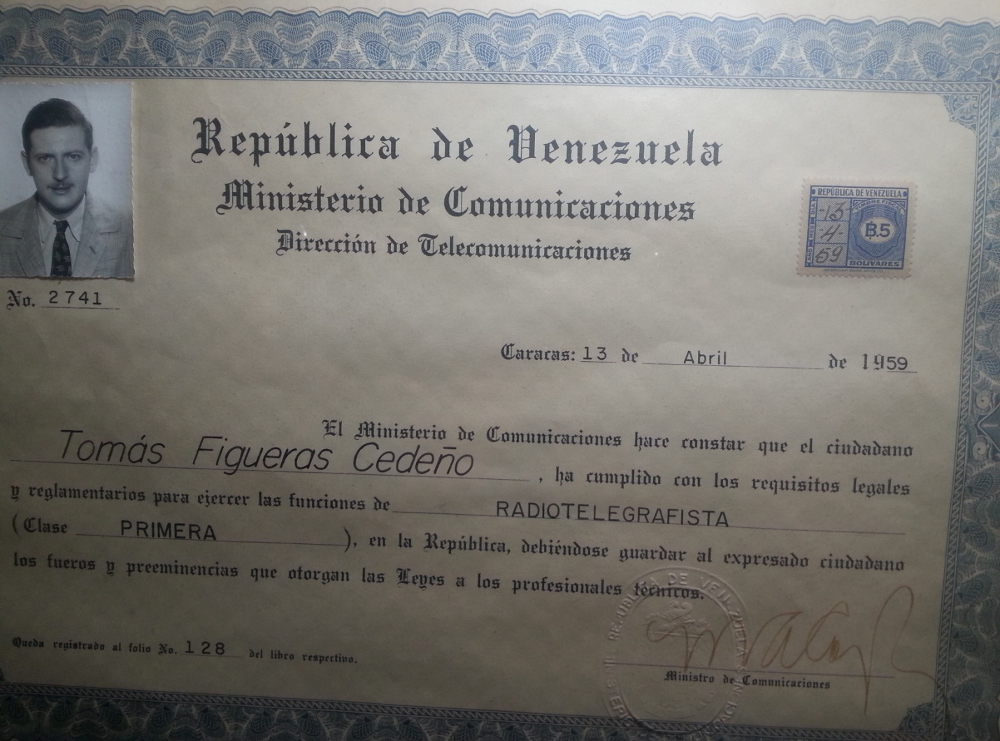 República de Venezuela
Ministerio de Comunicaciones
Dirección de Telecomunicaciones
REPÚBLICA DE VENEZUELA
TIMBRE FISCAL
DIA 13
MES 4
AÑO 59
B.5
BOLIVARES
No. 2741
Caracas: 13 de Abril de 1959
El Ministerio de Comunicaciones hace constar que el ciudadano
Tomás Figueras Cedeño, ha cumplido con los requisitos legales
y reglamentarios para ejercer las funciones de RADIOTELEGRAFISTA
(Clase PRIMERA), en la República, debiéndose guardar al expresado ciudadano
los fueros y preeminencias que otorgan las Leyes a los profesionales técnicos.
REPUBLICA DE VENEZUELA
Queda registrado al folio No. 128 del libro respectivo.
Ministro de Comunicaciones